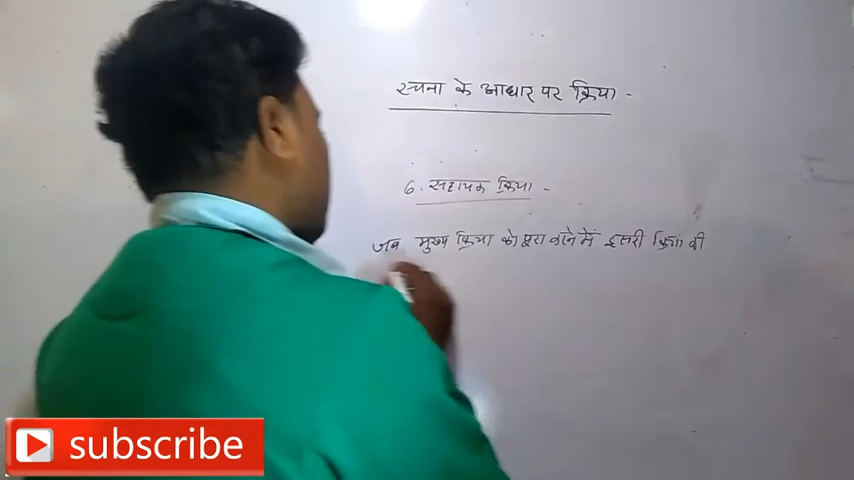 रचना के आधार पर क्रिया -
6. सहायक क्रिया -
जब मुख्य क्रिया को पूरा करने में दूसरी क्रिया की
subscribe